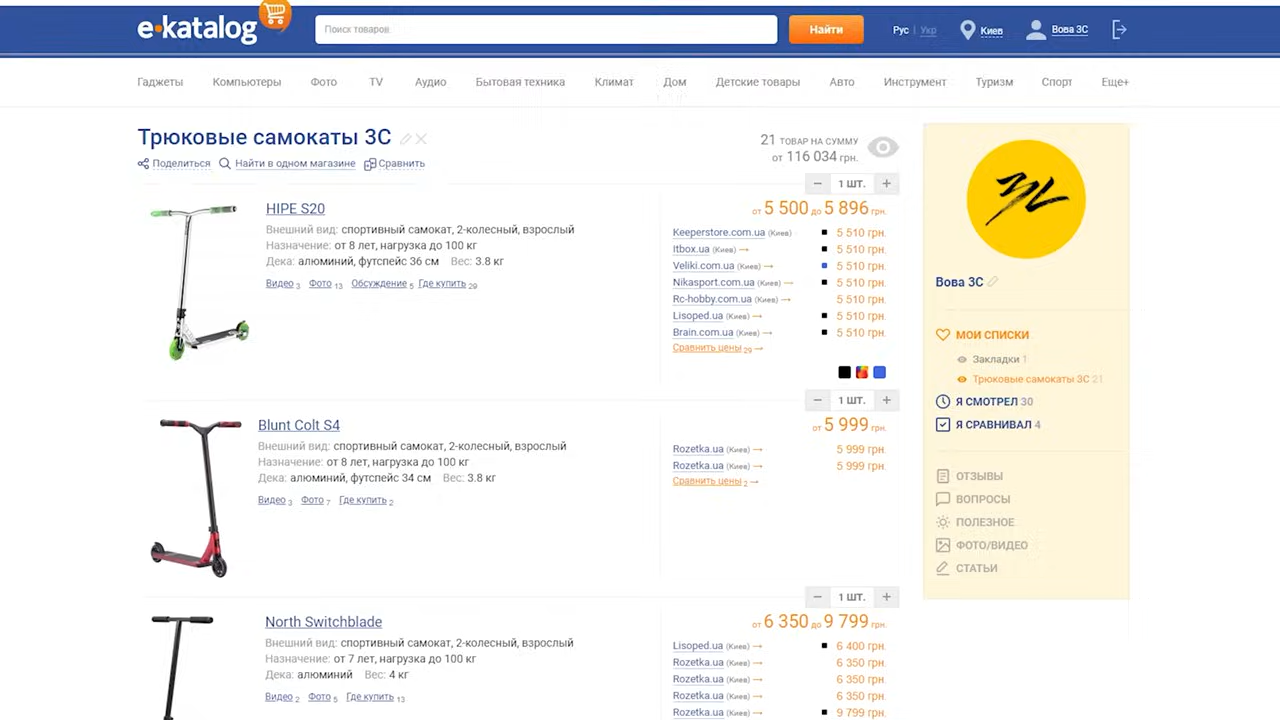 e·katalog
Поиск товаров
Найти
Рус | Укр
Киев
Вова 3С
Гаджеты Компьютеры Фото TV Аудио Бытовая техника Климат Дом Детские товары Авто Инструмент Туризм Спорт Еще+
Трюковые самокаты 3С
Поделиться Найти в одном магазине Сравнить
21 ТОВАР НА СУММУ
от 116 034 грн.
− 1 ШТ. +
HIPE S20
Внешний вид: спортивный самокат, 2-колесный, взрослый
Назначение: от 8 лет, нагрузка до 100 кг
Дека: алюминий, футспейс 36 см Вес: 3.8 кг
Видео 3 Фото 13 Обсуждение 5 Где купить 29
от 5 500 до 5 896 грн.
Keeperstore.com.ua (Киев) 5 510 грн.
Itbox.ua (Киев) → 5 510 грн.
Veliki.com.ua (Киев) → 5 510 грн.
Nikasport.com.ua (Киев) → 5 510 грн.
Rc-hobby.com.ua (Киев) → 5 510 грн.
Lisoped.ua (Киев) → 5 510 грн.
Brain.com.ua (Киев) → 5 510 грн.
Сравнить цены 29 →
− 1 ШТ. +
Blunt Colt S4
Внешний вид: спортивный самокат, 2-колесный, взрослый
Назначение: от 8 лет, нагрузка до 100 кг
Дека: алюминий, футспейс 34 см Вес: 3.8 кг
Видео 3 Фото 7 Где купить 2
от 5 999 грн.
Rozetka.ua (Киев) → 5 999 грн.
Rozetka.ua (Киев) → 5 999 грн.
Сравнить цены 2 →
− 1 ШТ. +
North Switchblade
Внешний вид: спортивный самокат, 2-колесный, взрослый
Назначение: от 7 лет, нагрузка до 100 кг
Дека: алюминий Вес: 4 кг
Видео 2 Фото 5 Где купить 13
от 6 350 до 9 799 грн.
Lisoped.ua (Киев) → 6 400 грн.
Rozetka.ua (Киев) → 6 350 грн.
Rozetka.ua (Киев) → 6 350 грн.
Rozetka.ua (Киев) → 6 350 грн.
Rozetka.ua (Киев) → 9 799 грн.
Вова 3С
МОИ СПИСКИ
Закладки 1
Трюковые самокаты 3С 21
Я СМОТРЕЛ 30
Я СРАВНИВАЛ 4
ОТЗЫВЫ
ВОПРОСЫ
ПОЛЕЗНОЕ
ФОТО/ВИДЕО
СТАТЬИ